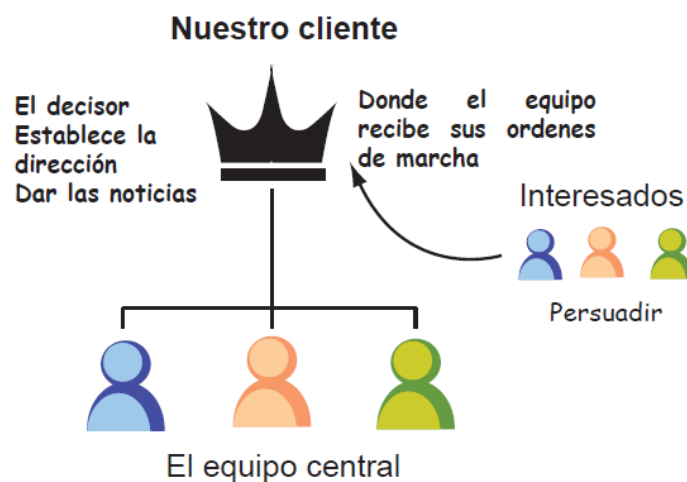 Nuestro cliente
El decisor
Establece la
dirección
Dar las noticias
Donde el equipo
recibe sus ordenes
de marcha
Interesados
Persuadir
El equipo central